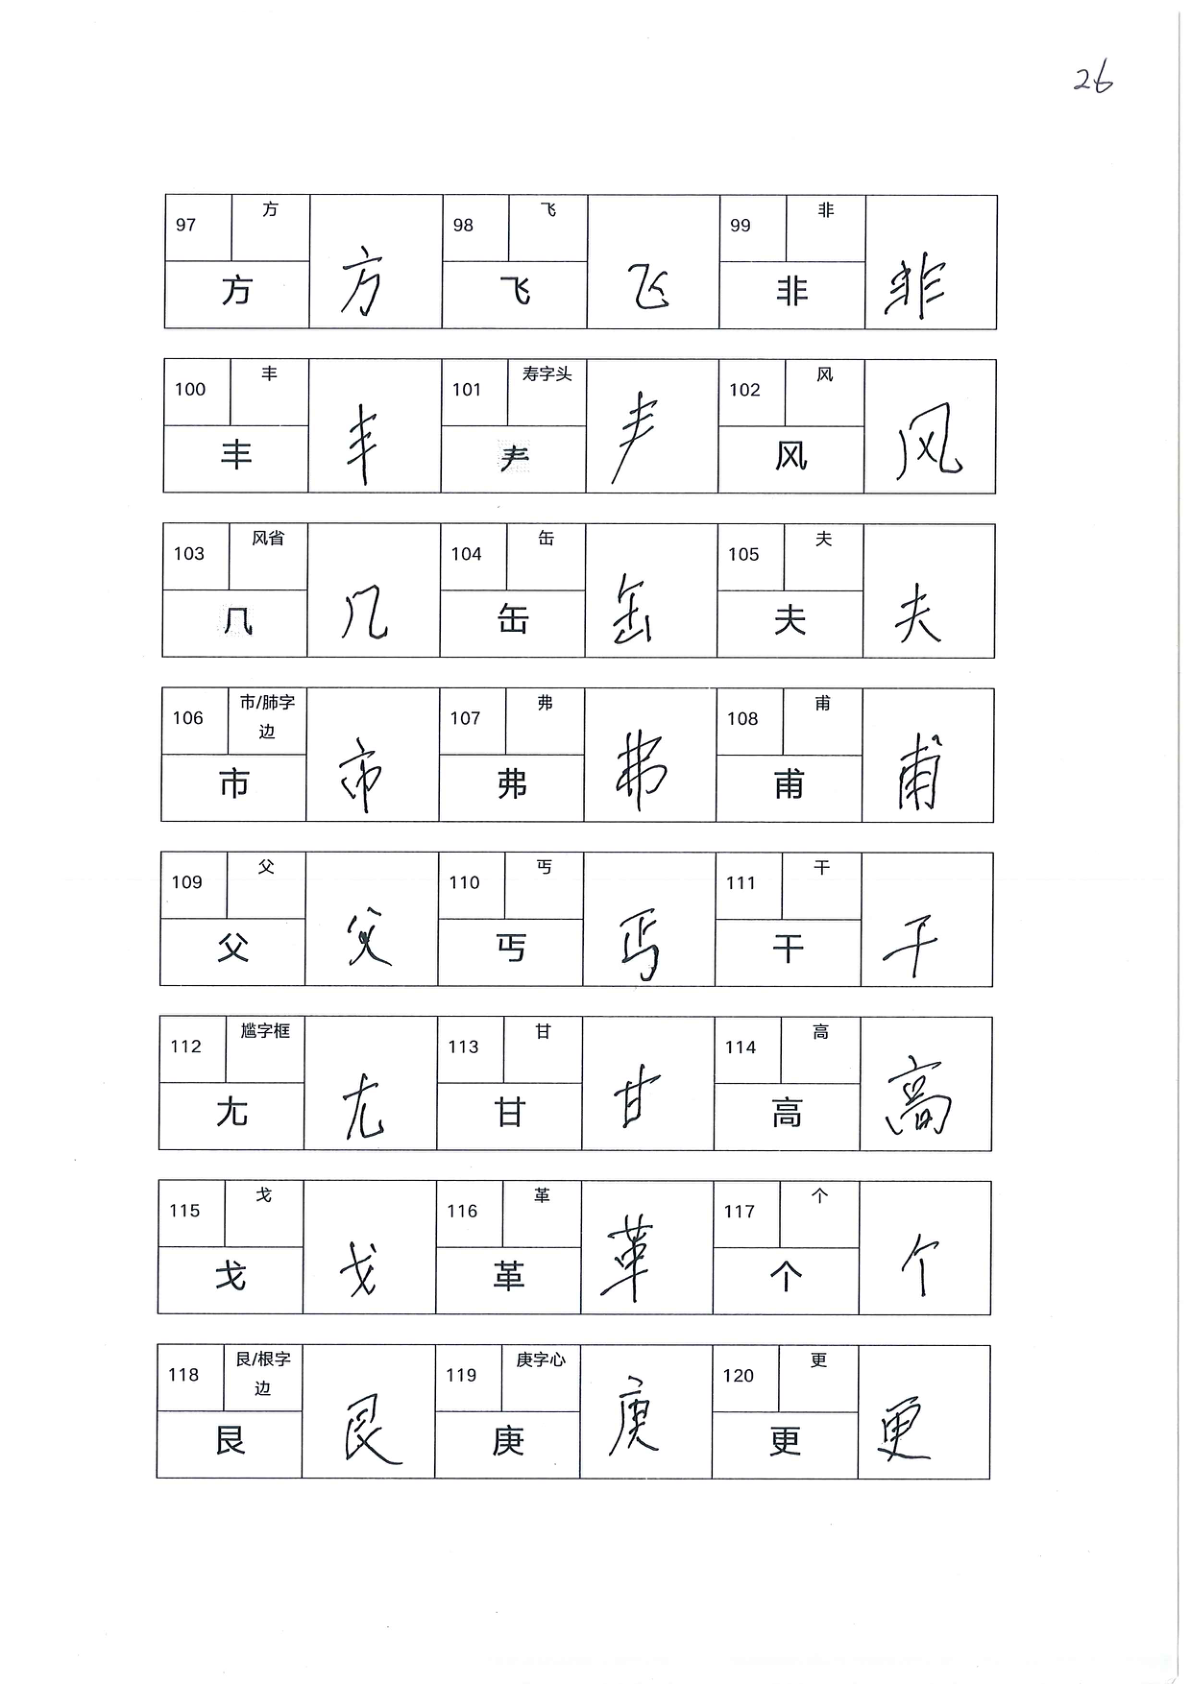 26
97 方 方 方 98 飞 飞 飞 99 非 非 非
100 丰 丰 丰 101 寿字头 龵 102 风 风 风
103 风省 几 几 104 缶 缶 缶 105 夫 夫 夫
106 市/肺字边 市 市 107 弗 弗 弗 108 甫 甫 甫
109 父 父 父 110 丐 丐 丐 111 干 干 干
112 尴字框 尢 尢 113 甘 甘 甘 114 高 高 高
115 戈 戈 戈 116 革 革 革 117 个 个 个
118 艮/根字边 艮 艮 119 庚字心 庚 庚 120 更 更 更